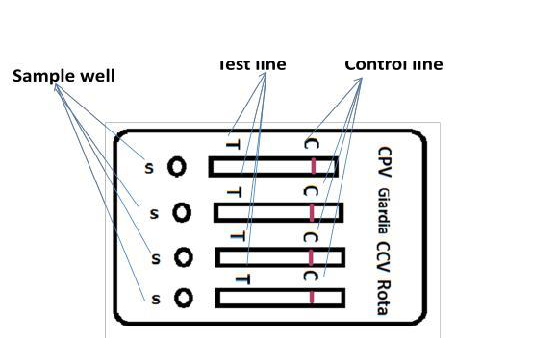 Test line
Control line
Sample well
T
C
S
CPV
T
C
S
Giardia
T
C
S
CCV
T
C
S
Rota